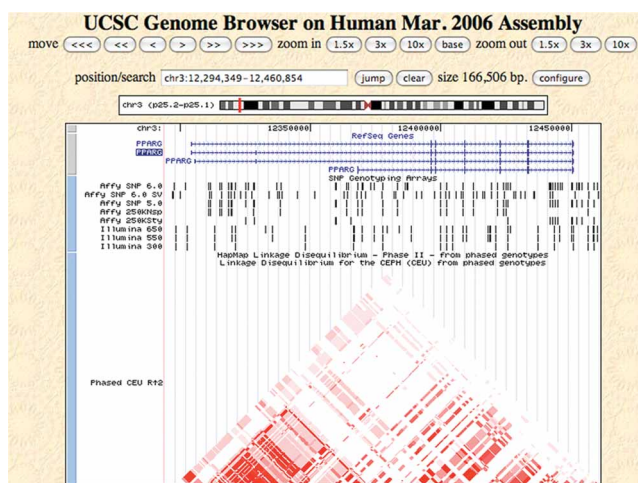 UCSC Genome Browser on Human Mar. 2006 Assembly
move <<< << < > >> >>> zoom in 1.5x 3x 10x base zoom out 1.5x 3x 10x
position/search chr3:12,294,349-12,460,854 jump clear size 166,506 bp. configure
chr3 (p25.2-p25.1)
chr3: 12350000 12400000 12450000
RefSeq Genes
PPARG
PPARG
PPARG
PPARG
SNP Genotyping Arrays
Affy SNP 6.0
Affy SNP 6.0 SV
Affy SNP 5.0
Affy 250KNsp
Affy 250KSty
Illumina 650
Illumina 550
Illumina 300
HapMap Linkage Disequilibrium - Phase II - from phased genotypes
Linkage Disequilibrium for the CEPH (CEU) from phased genotypes
Phased CEU R^2